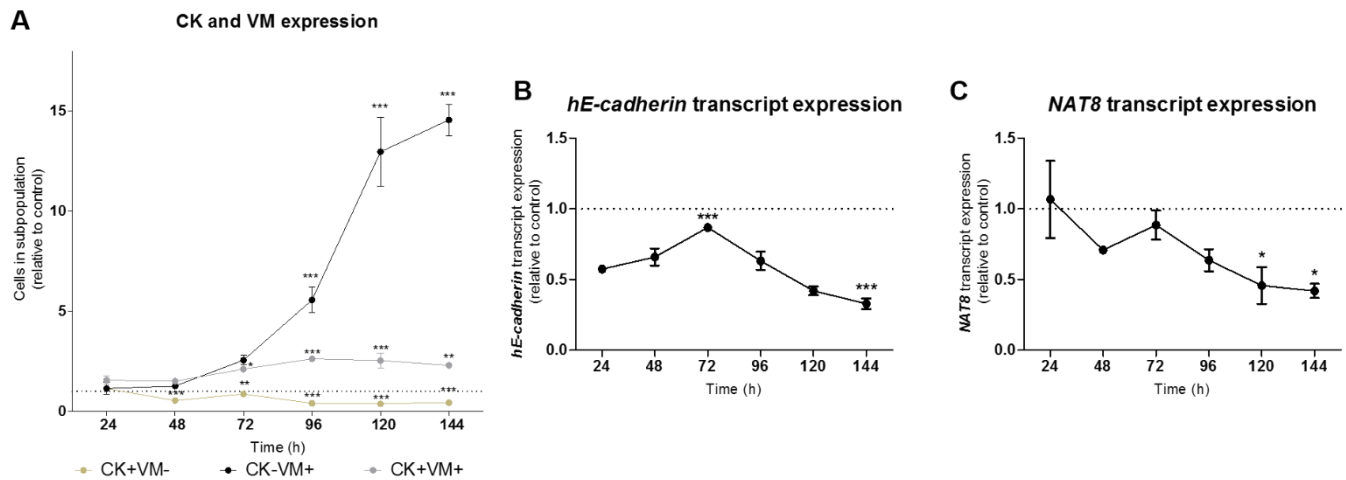 A
CK and VM expression
Cells in subpopulation
(relative to control)
15
10
5
0
***
***
***
***
***
**
*
**
***
***
***
***
24 48 72 96 120 144
Time (h)
CK+VM- CK-VM+ CK+VM+
B
hE-cadherin transcript expression
hE-cadherin transcript expression
(relative to control)
1.5
1.0
0.5
0.0
***
***
24 48 72 96 120 144
Time (h)
C
NAT8 transcript expression
NAT8 transcript expression
(relative to control)
1.5
1.0
0.5
0.0
*
*
24 48 72 96 120 144
Time (h)